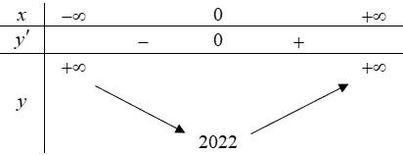 x −∞ 0 +∞
y′ − 0 +
+∞ +∞
y
2022